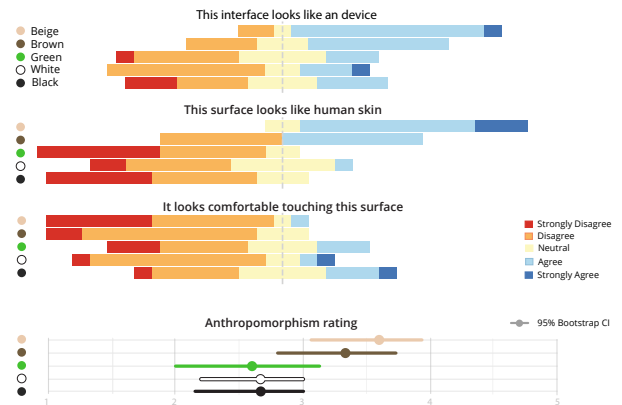 This interface looks like an device
Beige
Brown
Green
White
Black
This surface looks like human skin
It looks comfortable touching this surface
Strongly Disagree
Disagree
Neutral
Agree
Strongly Agree
Anthropomorphism rating
95% Bootstrap CI
1 2 3 4 5